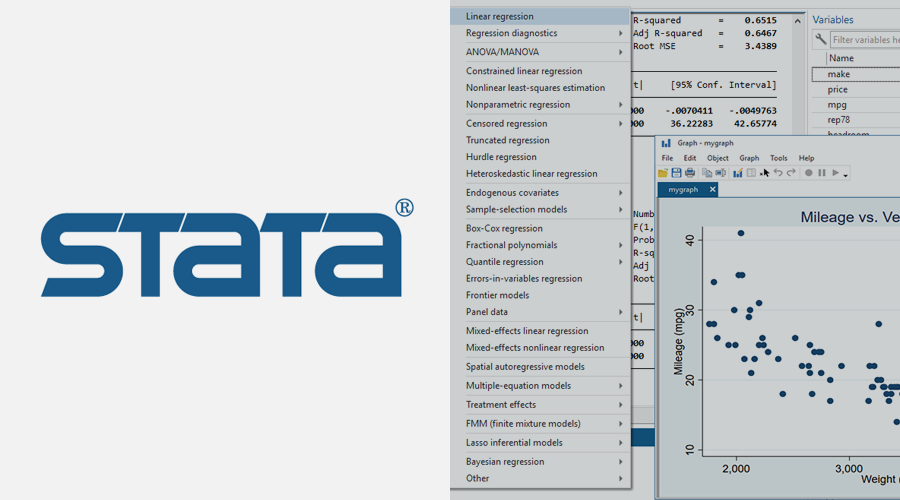 STATA®
Linear regression
Regression diagnostics
ANOVA/MANOVA
Constrained linear regression
Nonlinear least-squares estimation
Nonparametric regression
Censored regression
Truncated regression
Hurdle regression
Heteroskedastic linear regression
Endogenous covariates
Sample-selection models
Box-Cox regression
Fractional polynomials
Quantile regression
Errors-in-variables regression
Frontier models
Panel data
Mixed-effects linear regression
Mixed-effects nonlinear regression
Spatial autoregressive models
Multiple-equation models
Treatment effects
FMM (finite mixture models)
Lasso inferential models
Bayesian regression
Other
R-squared = 0.6515
Adj R-squared = 0.6467
Root MSE = 3.4389
t| [95% Conf. Interval]
000 -.0070411 -.0049763
000 36.22283 42.65774
Numb
F(1,
Prob
R-sq
Adj
Root
t|
000
000
Variables
Filter variables he
Name
make
price
mpg
rep78
headroom
Graph - mygraph
File Edit Object Graph Tools Help
mygraph
Mileage vs. Ve
Mileage (mpg)
40
30
20
10
2,000 3,000
Weight (